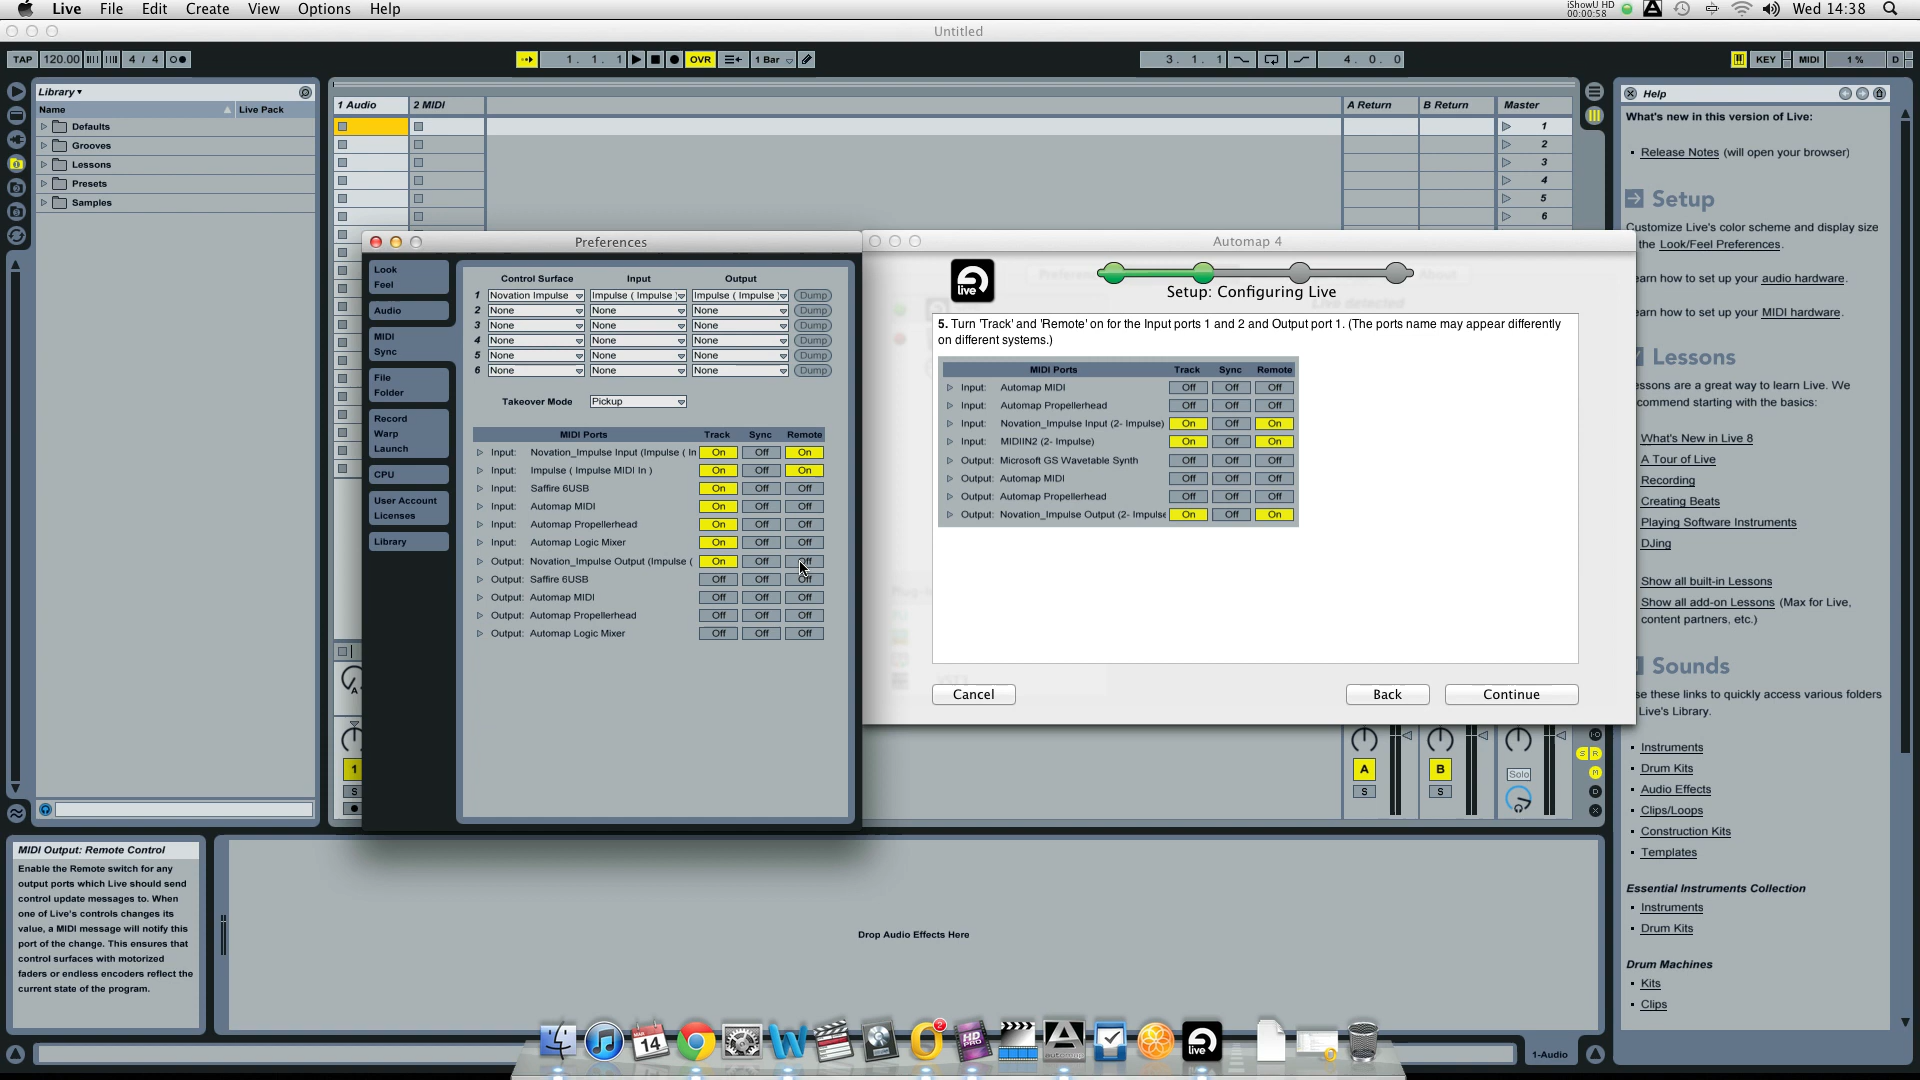 Live File Edit Create View Options Help
iShowU HD
00:00:58
Wed 14:38
Untitled
TAP 120.00 4 / 4
1. 1. 1 OVR 1 Bar
3. 1. 1 4. 0. 0
KEY MIDI 1 % D
Library
Name Live Pack
Defaults
Grooves
Lessons
Presets
Samples
1 Audio 2 MIDI
A Return B Return Master
1
2
3
4
5
6
Preferences
Look
Feel
Audio
MIDI
Sync
File
Folder
Record
Warp
Launch
CPU
User Account
Licenses
Library
Control Surface Input Output
1 Novation Impulse Impulse ( Impulse Impulse ( Impulse Dump
2 None None None Dump
3 None None None Dump
4 None None None Dump
5 None None None Dump
6 None None None Dump
Takeover Mode Pickup
MIDI Ports Track Sync Remote
Input: Novation_Impulse Input (Impulse ( In On Off On
Input: Impulse ( Impulse MIDI In ) On Off On
Input: Saffire 6USB On Off Off
Input: Automap MIDI On Off Off
Input: Automap Propellerhead On Off Off
Input: Automap Logic Mixer On Off Off
Output: Novation_Impulse Output (Impulse ( On Off Off
Output: Saffire 6USB Off Off Off
Output: Automap MIDI Off Off Off
Output: Automap Propellerhead Off Off Off
Output: Automap Logic Mixer Off Off Off
Automap 4
live
Setup: Configuring Live
5. Turn 'Track' and 'Remote' on for the Input ports 1 and 2 and Output port 1. (The ports name may appear differently
on different systems.)
MIDI Ports Track Sync Remote
Input: Automap MIDI Off Off Off
Input: Automap Propellerhead Off Off Off
Input: Novation_Impulse Input (2- Impulse) On Off On
Input: MIDIIN2 (2- Impulse) On Off On
Output: Microsoft GS Wavetable Synth Off Off Off
Output: Automap MIDI Off Off Off
Output: Automap Propellerhead Off Off Off
Output: Novation_Impulse Output (2- Impulse On Off On
Cancel Back Continue
Help
What's new in this version of Live:
Release Notes (will open your browser)
Setup
Customize Live's color scheme and display size
the Look/Feel Preferences.
earn how to set up your audio hardware.
earn how to set up your MIDI hardware.
Lessons
essons are a great way to learn Live. We
commend starting with the basics:
What's New in Live 8
A Tour of Live
Recording
Creating Beats
Playing Software Instruments
DJing
Show all built-in Lessons
Show all add-on Lessons (Max for Live,
content partners, etc.)
Sounds
se these links to quickly access various folders
Live's Library.
Instruments
Drum Kits
Audio Effects
Clips/Loops
Construction Kits
Templates
Essential Instruments Collection
Instruments
Drum Kits
Drum Machines
Kits
Clips
1
S
A B Solo
S S
MIDI Output: Remote Control
Enable the Remote switch for any
output ports which Live should send
control update messages to. When
one of Live's controls changes its
value, a MIDI message will notify this
port of the change. This ensures that
control surfaces with motorized
faders or endless encoders reflect the
current state of the program.
Drop Audio Effects Here
1-Audio
14
2
HD
PRO
automap
live